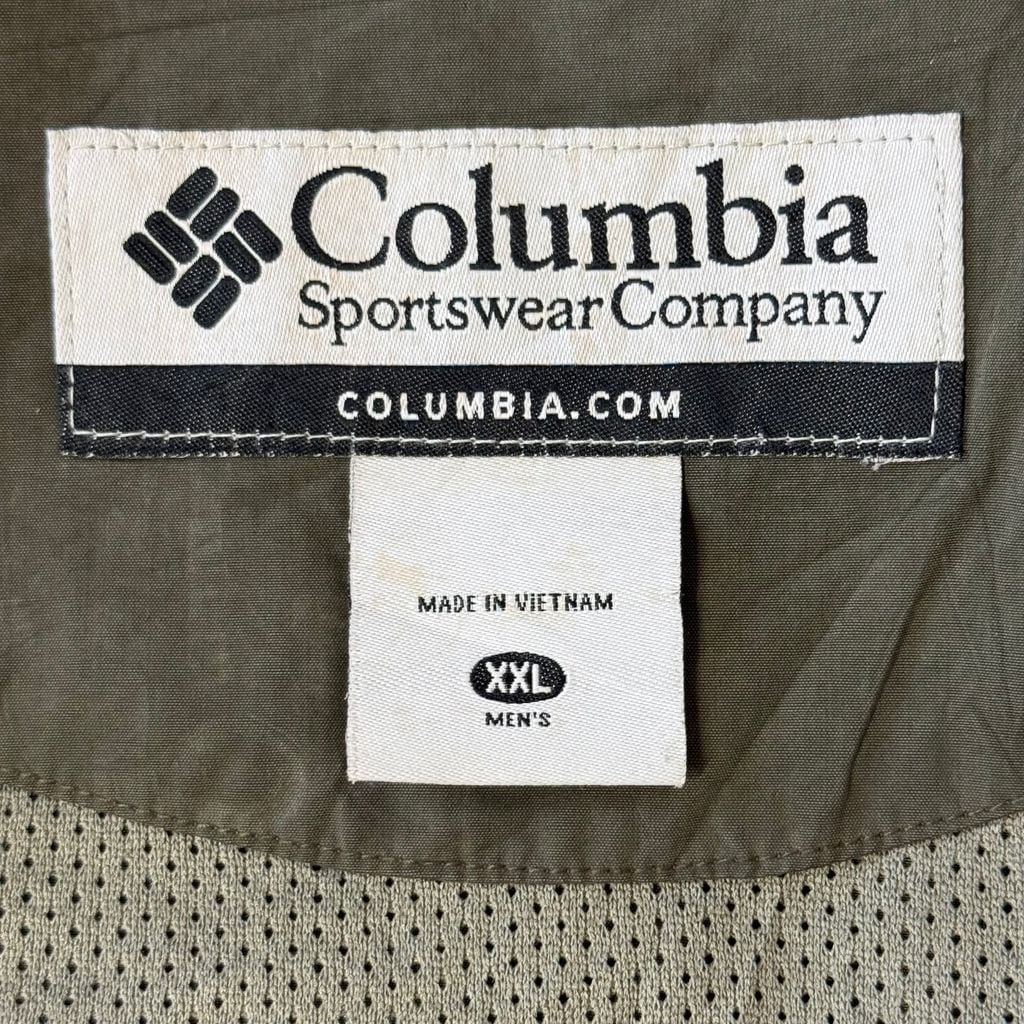 Columbia
Sportswear Company
COLUMBIA.COM
MADE IN VIETNAM
XXL
MEN'S